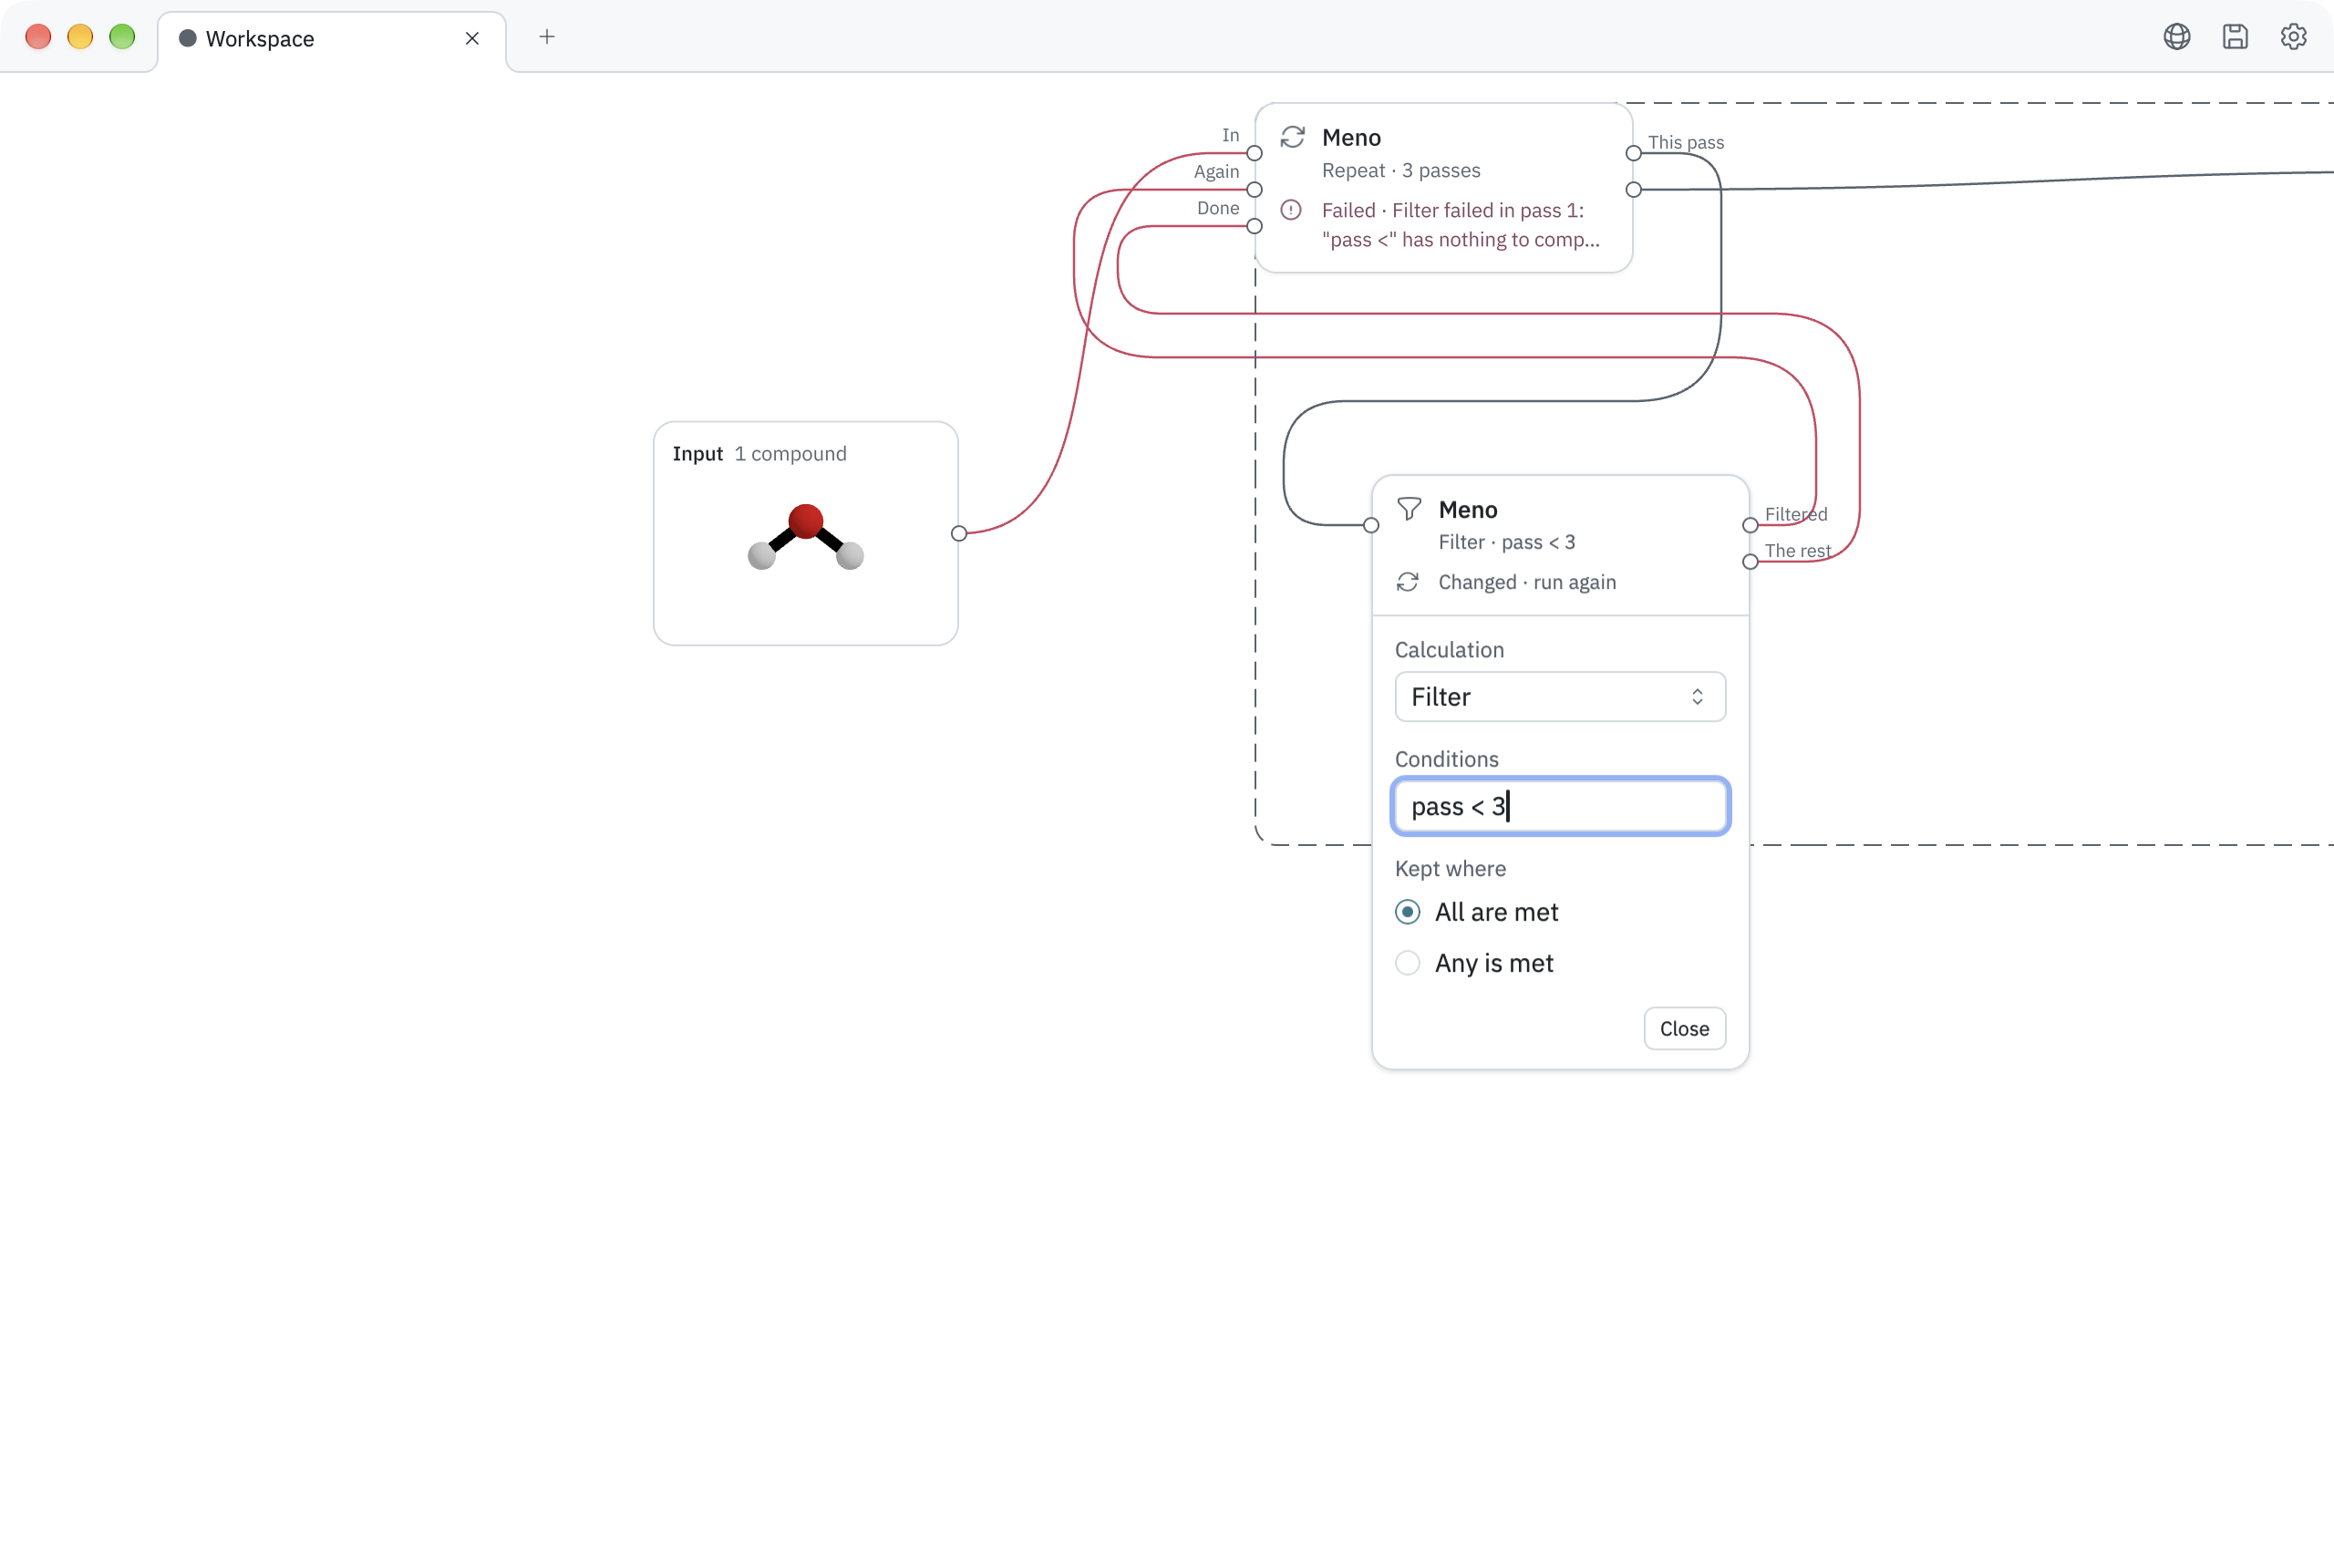 Workspace
In
Again
Done
Meno
Repeat · 3 passes
Failed · Filter failed in pass 1:
"pass <" has nothing to comp...
This pass
Input 1 compound
Meno
Filter · pass < 3
Changed · run again
Filtered
The rest
Calculation
Filter
Conditions
pass < 3
Kept where
All are met
Any is met
Close